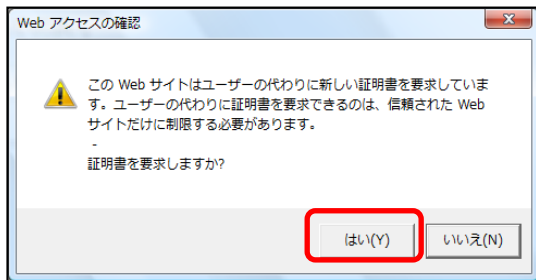 Web アクセスの確認
この Web サイトはユーザーの代わりに新しい証明書を要求していま
す。ユーザーの代わりに証明書を要求できるのは、信頼された Web
サイトだけに制限する必要があります。
-
証明書を要求しますか?
はい(Y)
いいえ(N)